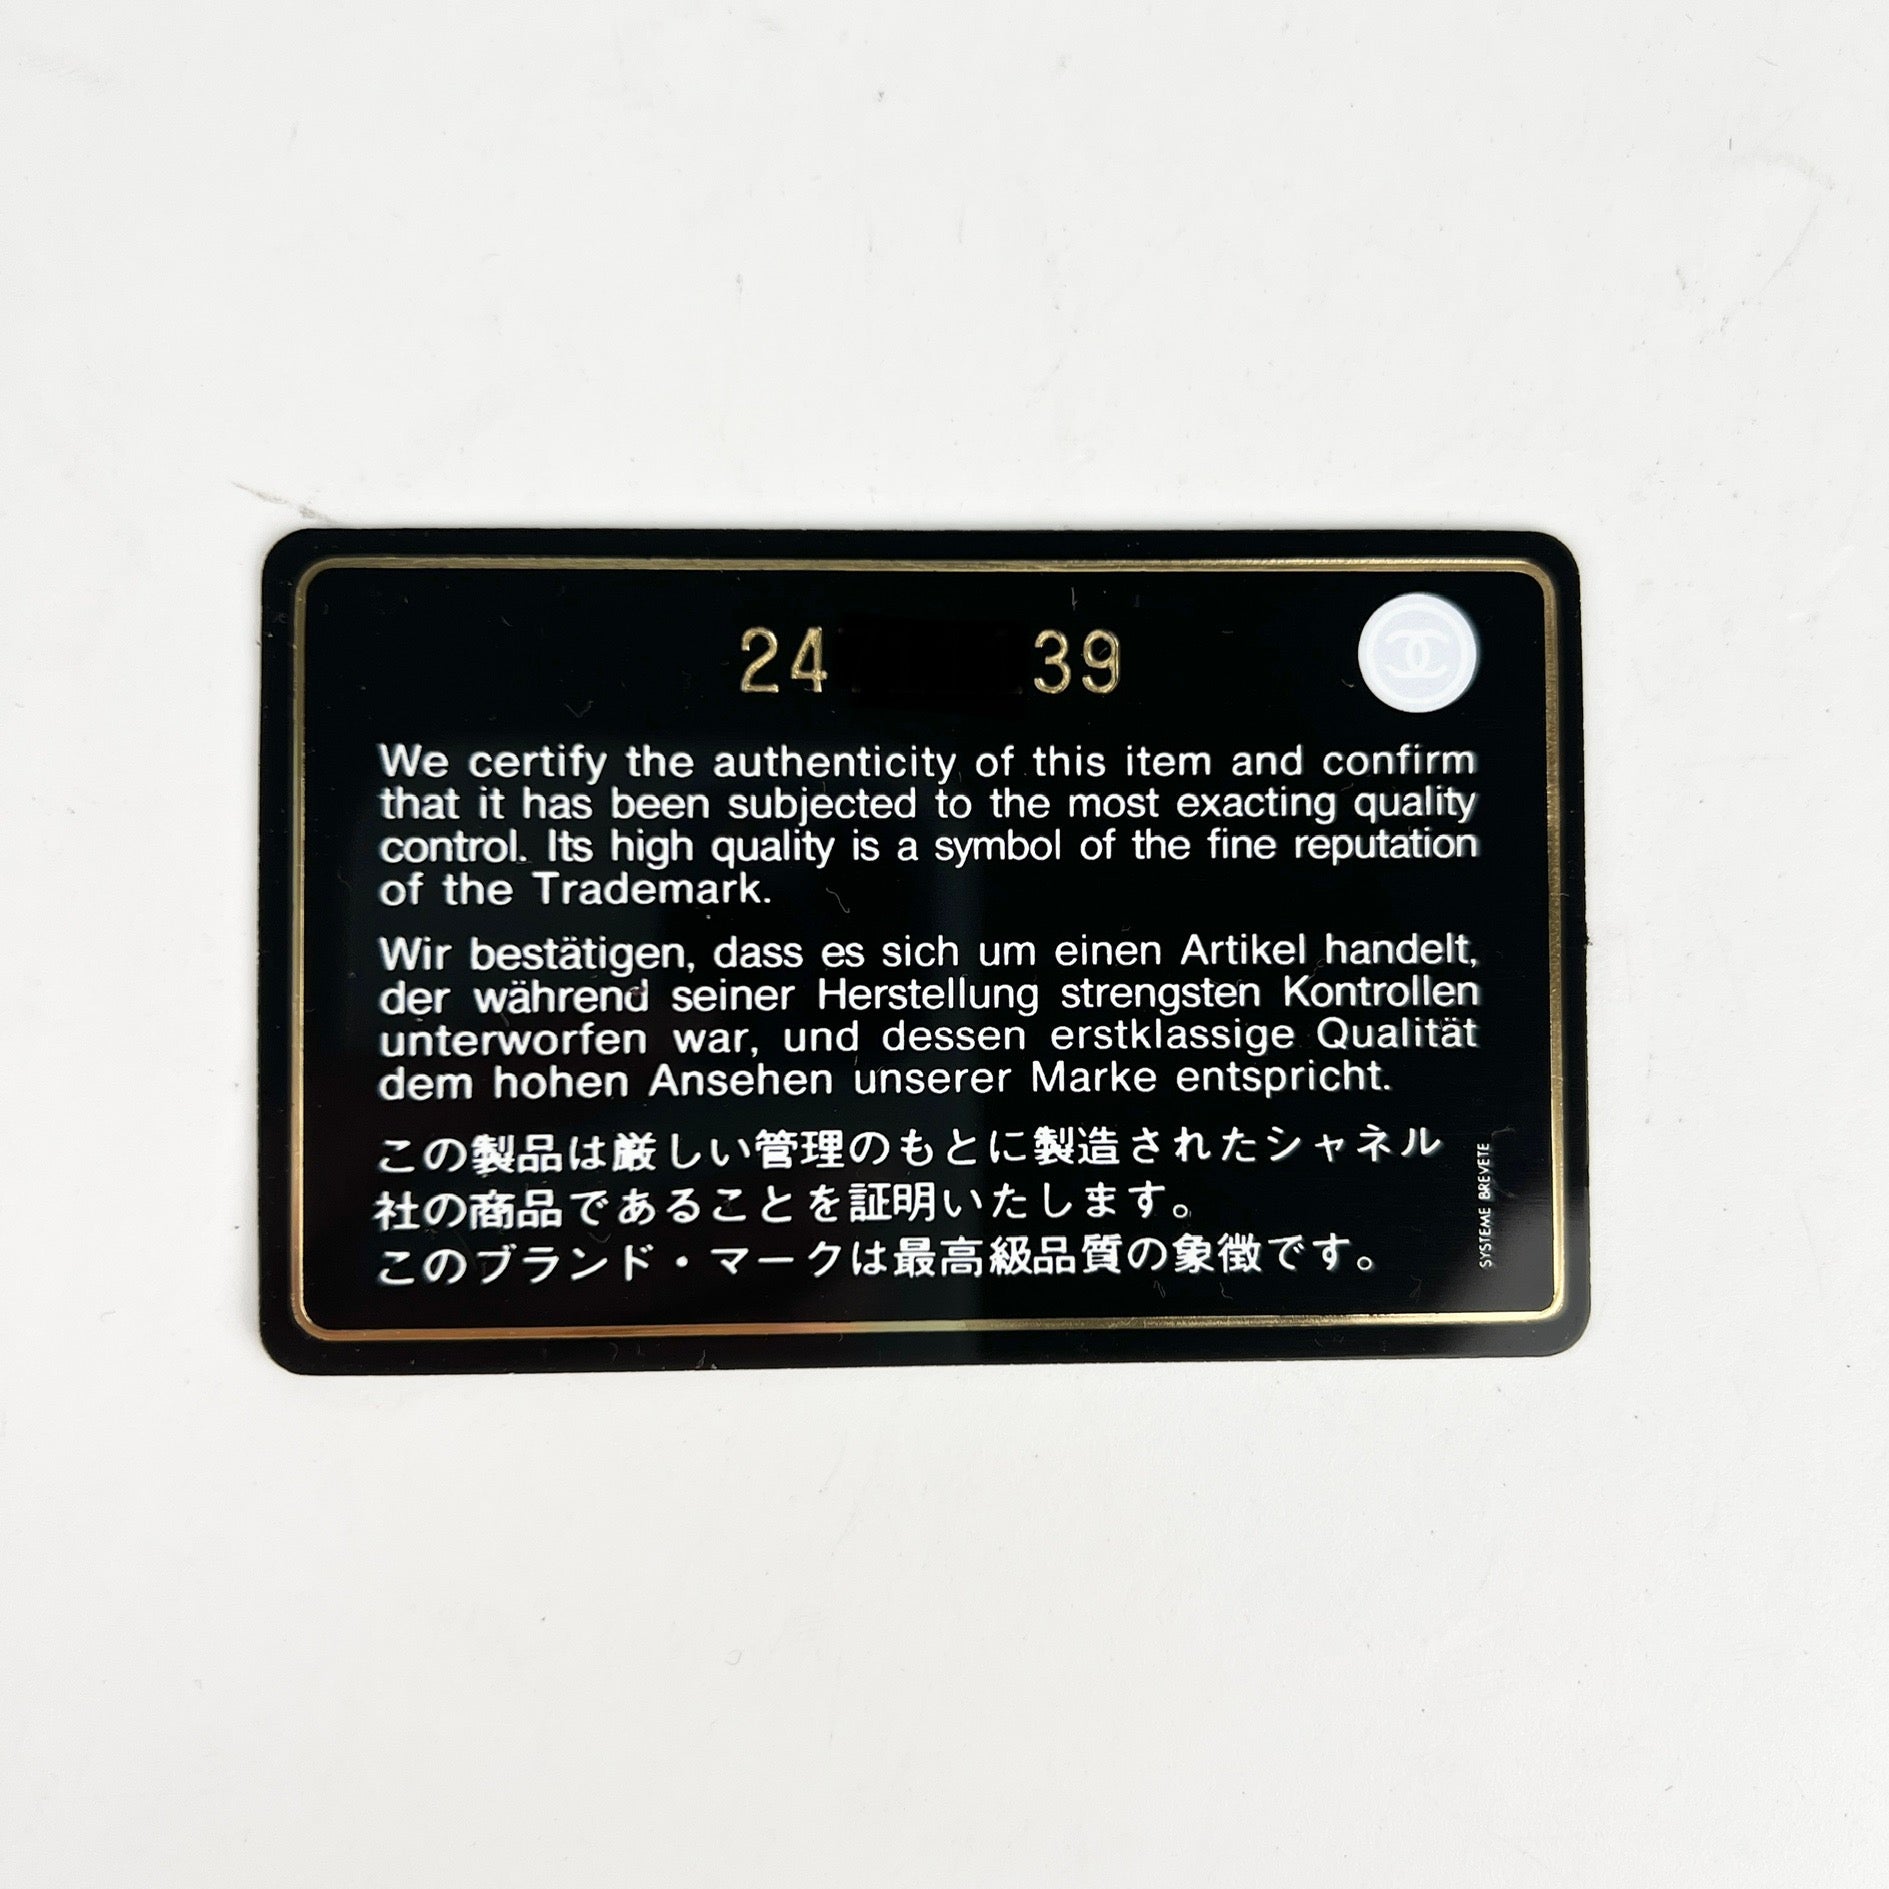 24 39
We certify the authenticity of this item and confirm
that it has been subjected to the most exacting quality
control. Its high quality is a symbol of the fine reputation
of the Trademark.
Wir bestätigen, dass es sich um einen Artikel handelt,
der während seiner Herstellung strengsten Kontrollen
unterworfen war, und dessen erstklassige Qualität
dem hohen Ansehen unserer Marke entspricht.
この製品は厳しい管理のもとに製造されたシャネル
社の商品であることを証明いたします。
このブランド・マークは最高級品質の象徴です。
SYSTEME BREVETE